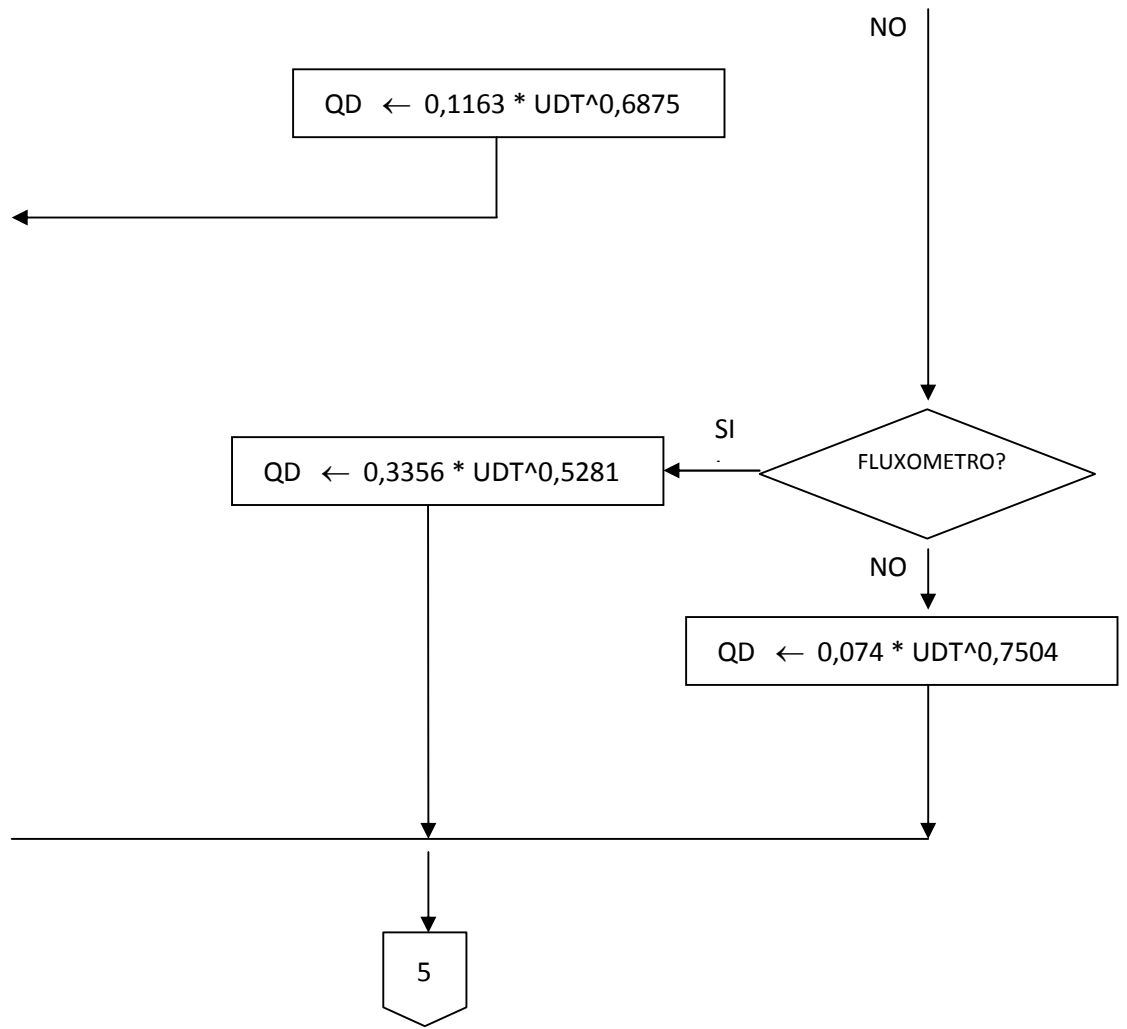 NO
QD ← 0,1163 * UDT^0,6875
SI
.
FLUXOMETRO?
QD ← 0,3356 * UDT^0,5281
NO
QD ← 0,074 * UDT^0,7504
5